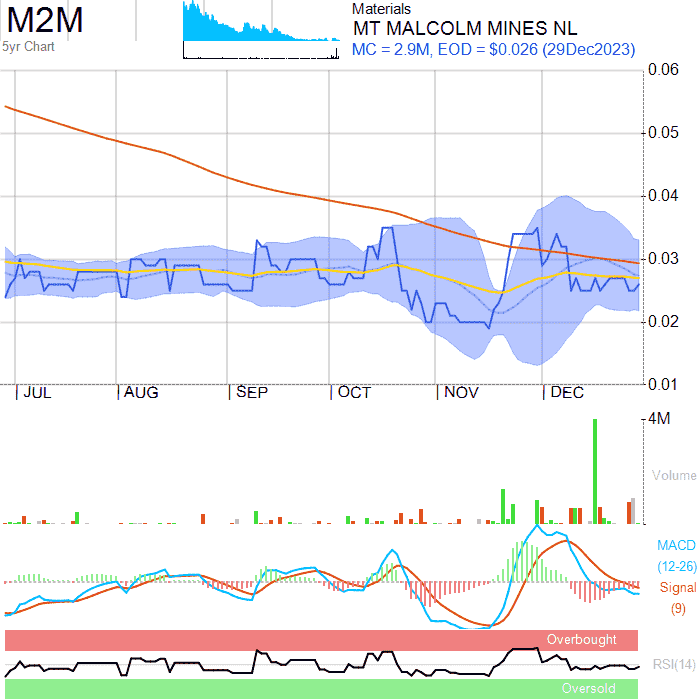 M2M
5yr Chart
Materials
MT MALCOLM MINES NL
MC = 2.9M, EOD = $0.026 (29Dec2023)
0.06
0.05
0.04
0.03
0.02
0.01
JUL AUG SEP OCT NOV DEC
4M
Volume
MACD
(12-26)
Signal
(9)
Overbought
RSI(14)
Oversold